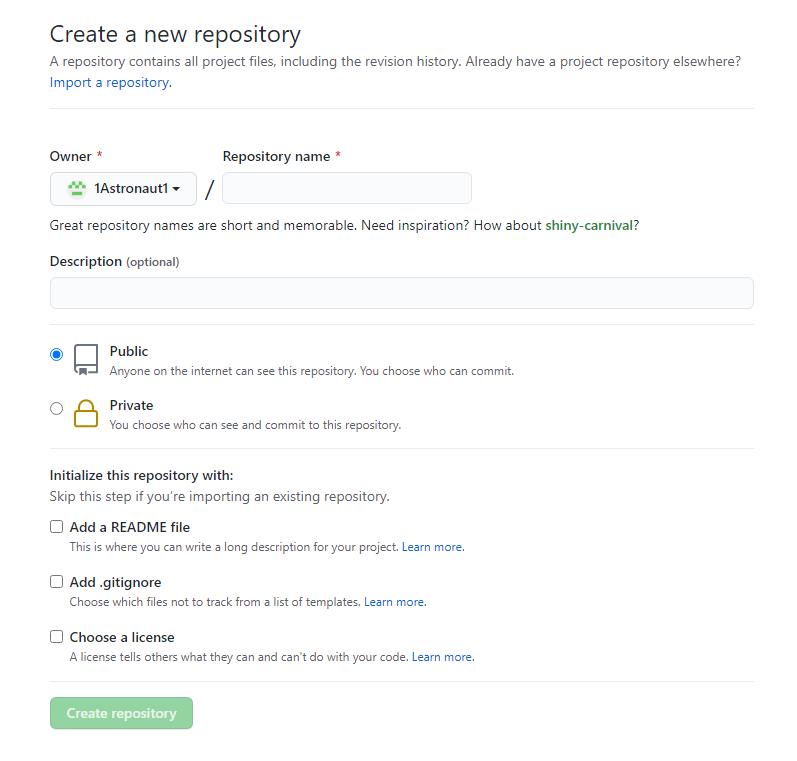 Create a new repository
A repository contains all project files, including the revision history. Already have a project repository elsewhere?
Import a repository.
Owner * Repository name *
1Astronaut1 /
Great repository names are short and memorable. Need inspiration? How about shiny-carnival?
Description (optional)
Public
Anyone on the internet can see this repository. You choose who can commit.
Private
You choose who can see and commit to this repository.
Initialize this repository with:
Skip this step if you're importing an existing repository.
Add a README file
This is where you can write a long description for your project. Learn more.
Add .gitignore
Choose which files not to track from a list of templates. Learn more.
Choose a license
A license tells others what they can and can't do with your code. Learn more.
Create repository